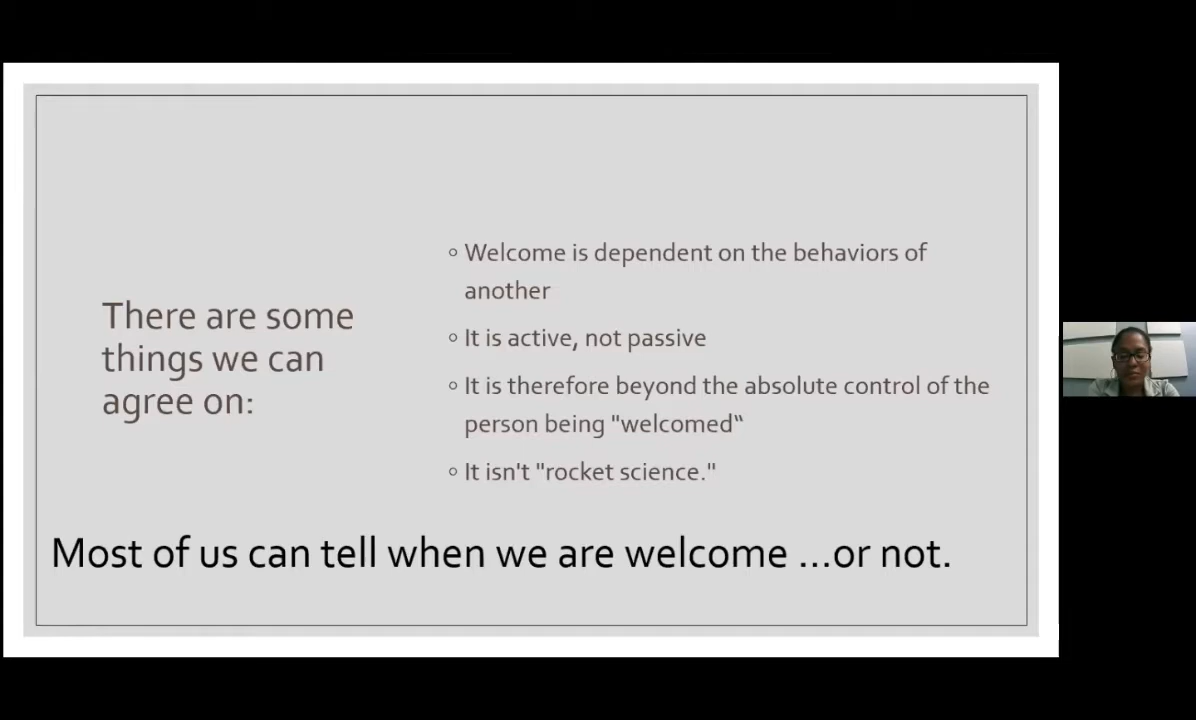 There are some
things we can
agree on:
◦ Welcome is dependent on the behaviors of
another
◦ It is active, not passive
◦ It is therefore beyond the absolute control of the
person being "welcomed“
◦ It isn't "rocket science."
Most of us can tell when we are welcome ...or not.